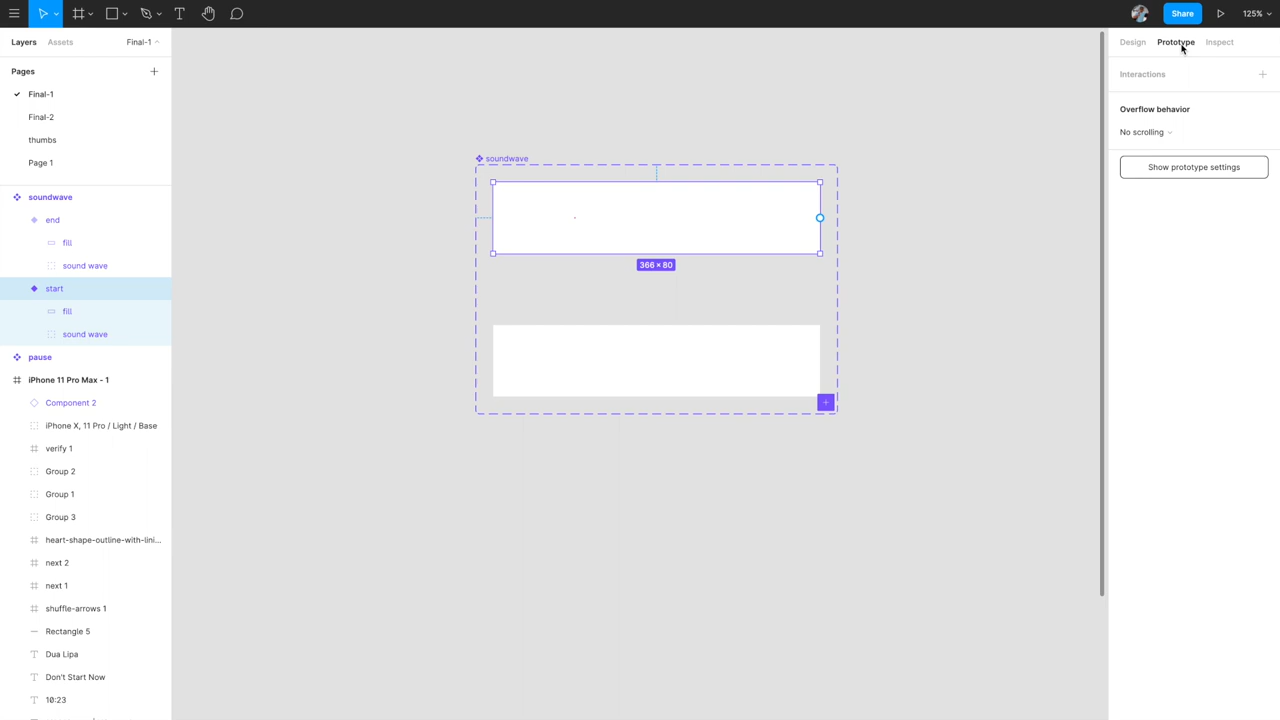 Share
125%
Layers
Assets
Final-1
Design
Prototype
Inspect
Pages
Final-1
Final-2
thumbs
Page 1
soundwave
end
fill
sound wave
start
fill
sound wave
pause
iPhone 11 Pro Max - 1
Component 2
iPhone X, 11 Pro / Light / Base
verify 1
Group 2
Group 1
Group 3
heart-shape-outline-with-lini...
next 2
next 1
shuffle-arrows 1
Rectangle 5
Dua Lipa
Don't Start Now
10:23
soundwave
366 × 80
Interactions
Overflow behavior
No scrolling
Show prototype settings